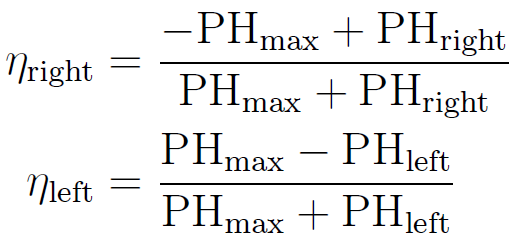 η_right = (−PH_max + PH_right) / (PH_max + PH_right)
η_left = (PH_max − PH_left) / (PH_max + PH_left)